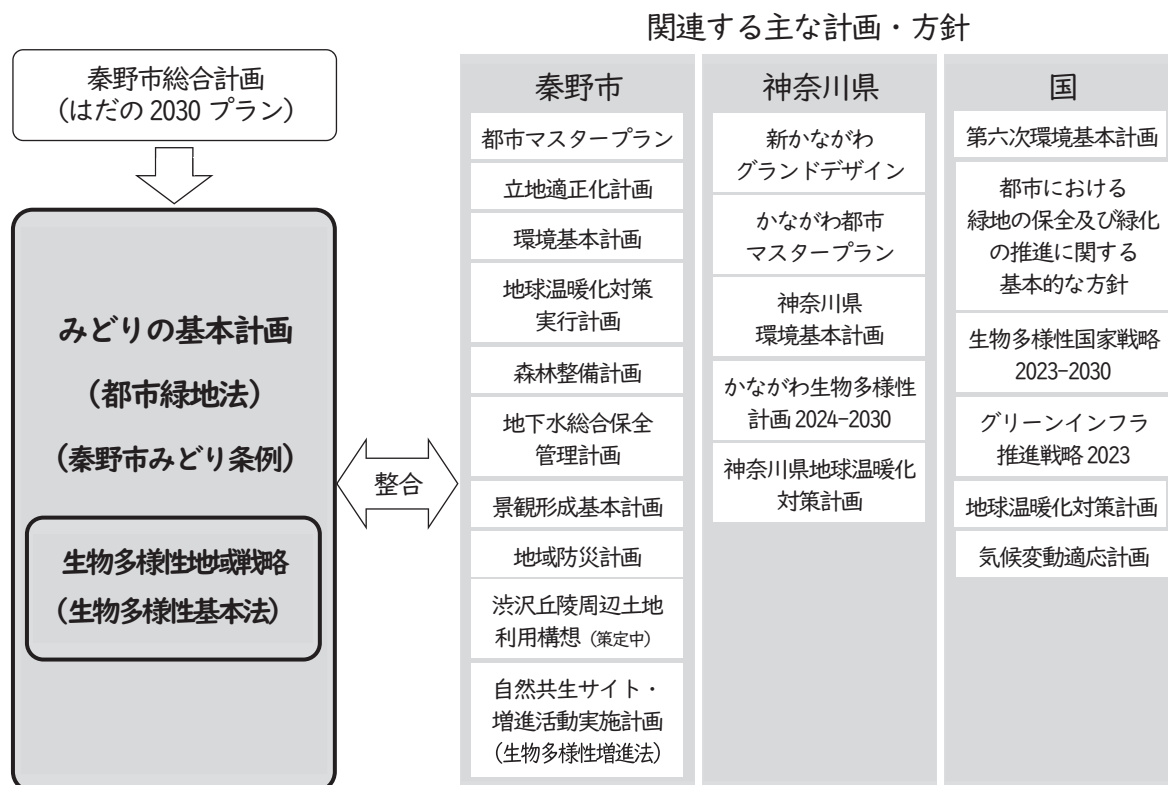 関連する主な計画・方針
秦野市総合計画
(はだの 2030 プラン)
みどりの基本計画
(都市緑地法)
(秦野市みどり条例)
生物多様性地域戦略
(生物多様性基本法)
整合
秦野市
都市マスタープラン
立地適正化計画
環境基本計画
地球温暖化対策
実行計画
森林整備計画
地下水総合保全
管理計画
景観形成基本計画
地域防災計画
渋沢丘陵周辺土地
利用構想 (策定中)
自然共生サイト・
増進活動実施計画
(生物多様性増進法)
神奈川県
新かながわ
グランドデザイン
かながわ都市
マスタープラン
神奈川県
環境基本計画
かながわ生物多様性
計画 2024-2030
神奈川県地球温暖化
対策計画
国
第六次環境基本計画
都市における
緑地の保全及び緑化
の推進に関する
基本的な方針
生物多様性国家戦略
2023-2030
グリーンインフラ
推進戦略 2023
地球温暖化対策計画
気候変動適応計画